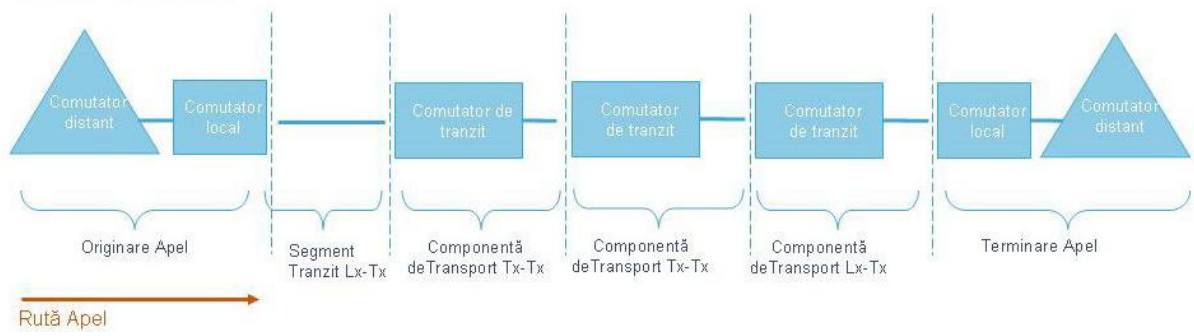 Comutator
distant
Comutator
local
Comutator de
tranzit
Comutator
de tranzit
Comutator
de tranzit
Comutator
local
Comutator
distant
Originare Apel
Segment
Tranzit Lx-Tx
Componentă
deTransport Tx-Tx
Componentă
deTransport Tx-Tx
Componentă
deTransport Lx-Tx
Terminare Apel
Rută Apel